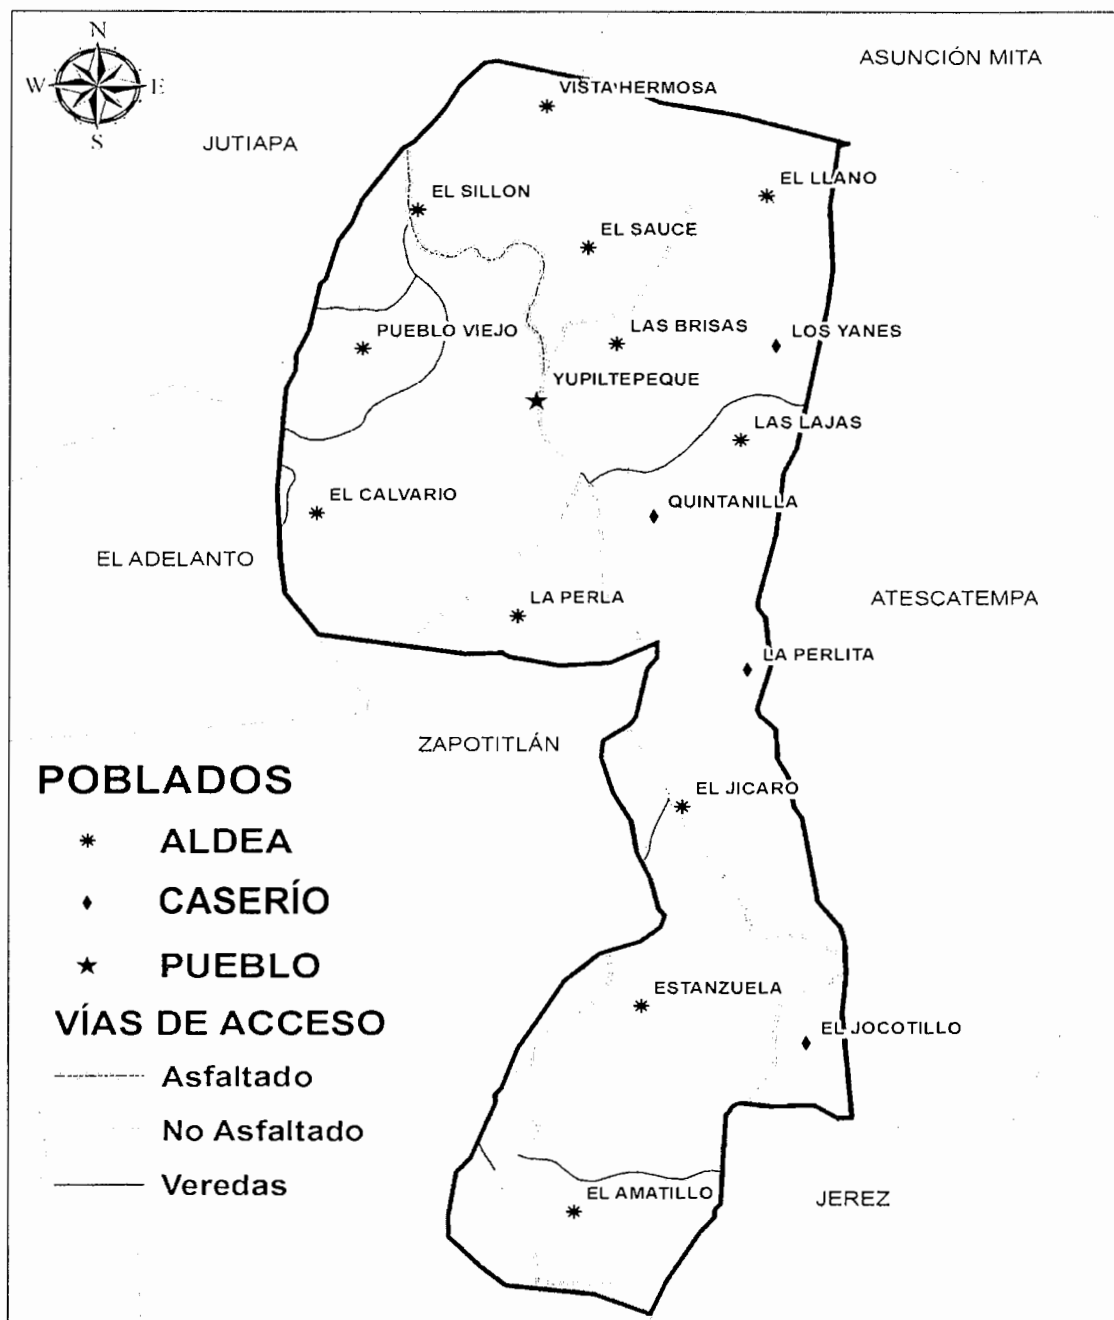 N
ASUNCIÓN MITA
W E
VISTA HERMOSA
S
JUTIAPA
EL LLANO
EL SILLON
EL SAUCE
PUEBLO VIEJO
LAS BRISAS
LOS YANES
YUPILTEPEQUE
LAS LAJAS
EL CALVARIO
QUINTANILLA
EL ADELANTO
LA PERLA
ATESCATEMPA
LA PERLITA
ZAPOTITLÁN
EL JICARO
ESTANZUELA
EL JOCOTILLO
EL AMATILLO
JEREZ
POBLADOS
ALDEA
CASERÍO
PUEBLO
VÍAS DE ACCESO
Asfaltado
No Asfaltado
Veredas